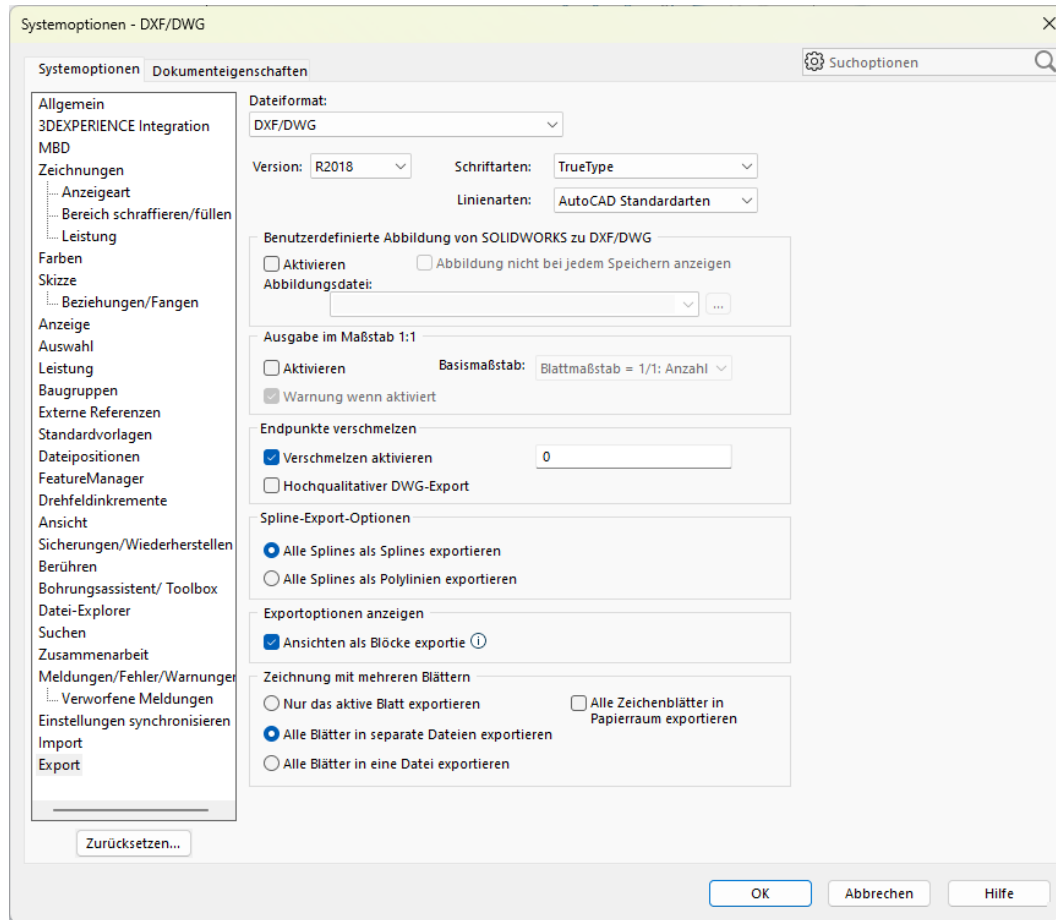 Systemoptionen - DXF/DWG
Systemoptionen
Dokumenteigenschaften
Suchoptionen
Allgemein
3DEXPERIENCE Integration
MBD
Zeichnungen
Anzeigeart
Bereich schraffieren/füllen
Leistung
Farben
Skizze
Beziehungen/Fangen
Anzeige
Auswahl
Leistung
Baugruppen
Externe Referenzen
Standardvorlagen
Dateipositionen
FeatureManager
Drehfeldinkremente
Ansicht
Sicherungen/Wiederherstellen
Berühren
Bohrungsassistent/ Toolbox
Datei-Explorer
Suchen
Zusammenarbeit
Meldungen/Fehler/Warnunger
Verworfene Meldungen
Einstellungen synchronisieren
Import
Export
Zurücksetzen...
Dateiformat:
DXF/DWG
Version: R2018 Schriftarten: TrueType
Linienarten: AutoCAD Standardarten
Benutzerdefinierte Abbildung von SOLIDWORKS zu DXF/DWG
Aktivieren Abbildung nicht bei jedem Speichern anzeigen
Abbildungsdatei:
...
Ausgabe im Maßstab 1:1
Aktivieren Basismaßstab: Blattmaßstab = 1/1: Anzahl
Warnung wenn aktiviert
Endpunkte verschmelzen
Verschmelzen aktivieren 0
Hochqualitativer DWG-Export
Spline-Export-Optionen
Alle Splines als Splines exportieren
Alle Splines als Polylinien exportieren
Exportoptionen anzeigen
Ansichten als Blöcke exportie
Zeichnung mit mehreren Blättern
Nur das aktive Blatt exportieren
Alle Zeichenblätter in
Papierraum exportieren
Alle Blätter in separate Dateien exportieren
Alle Blätter in eine Datei exportieren
OK Abbrechen Hilfe